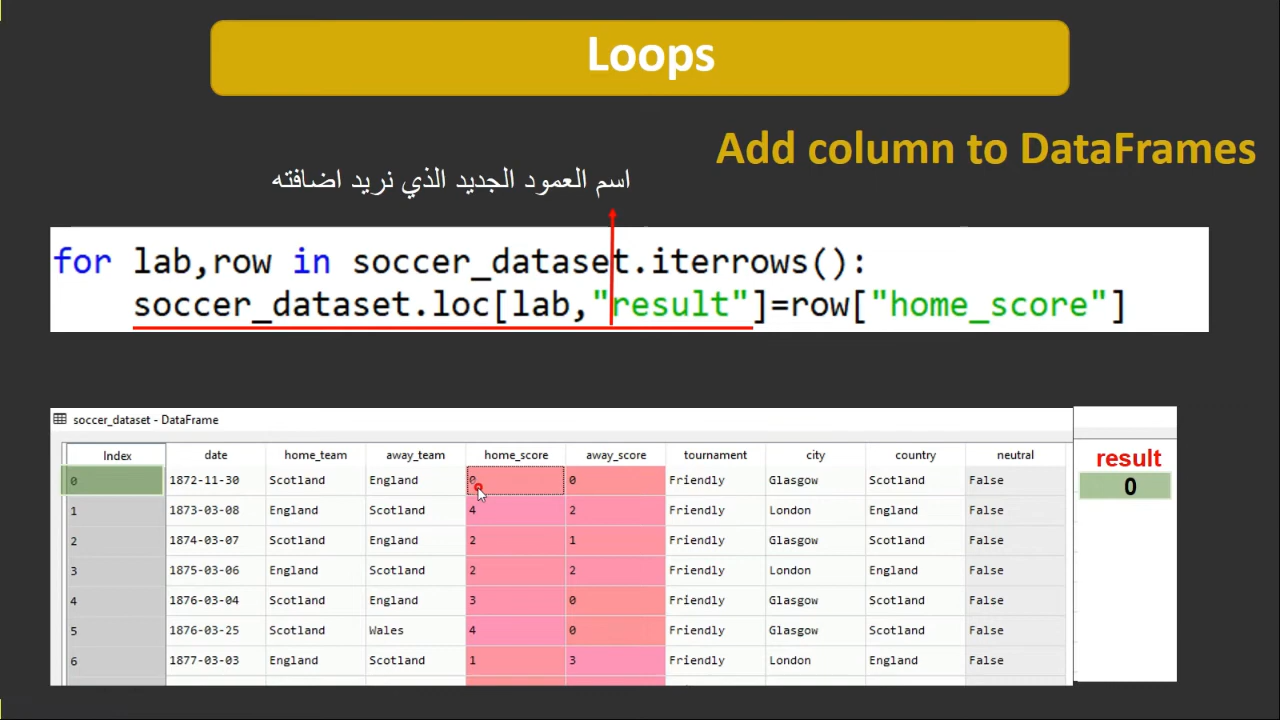 Loops
Add column to DataFrames
اسم العمود الجديد الذي نريد اضافته
for lab,row in soccer_dataset.iterrows():
soccer_dataset.loc[lab,"result"]=row["home_score"]
soccer_dataset - DataFrame
Index date home_team away_team home_score away_score tournament city country neutral result
0 1872-11-30 Scotland England 0 0 Friendly Glasgow Scotland False 0
1 1873-03-08 England Scotland 4 2 Friendly London England False
2 1874-03-07 Scotland England 2 1 Friendly Glasgow Scotland False
3 1875-03-06 England Scotland 2 2 Friendly London England False
4 1876-03-04 Scotland England 3 0 Friendly Glasgow Scotland False
5 1876-03-25 Scotland Wales 4 0 Friendly Glasgow Scotland False
6 1877-03-03 England Scotland 1 3 Friendly London England False